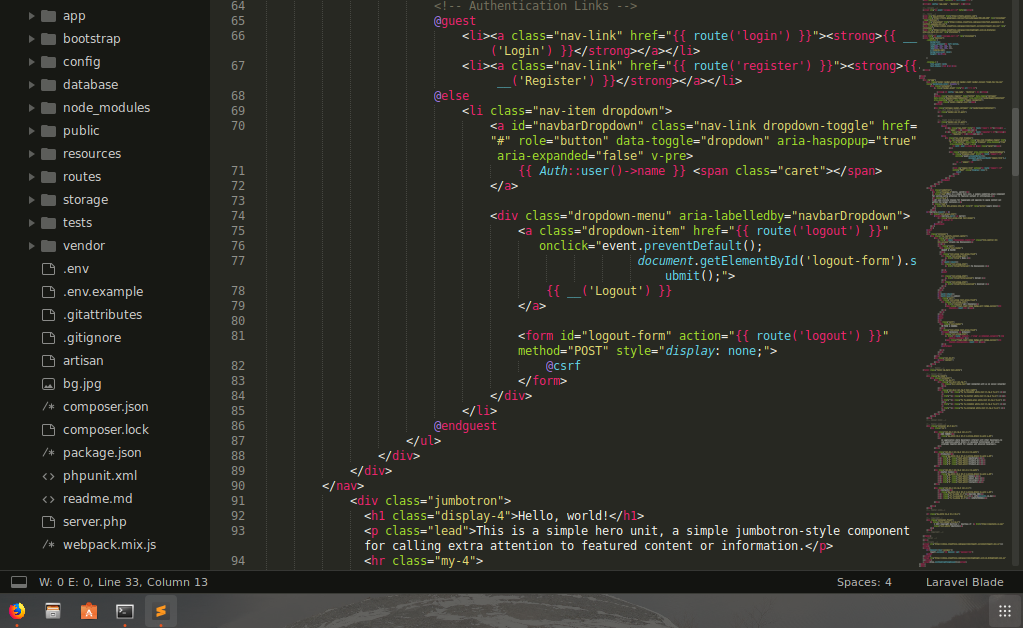 app
bootstrap
config
database
node_modules
public
resources
routes
storage
tests
vendor
.env
.env.example
.gitattributes
.gitignore
artisan
bg.jpg
/* composer.json
composer.lock
/* package.json
<> phpunit.xml
<> readme.md
server.php
/* webpack.mix.js
64 <!-- Authentication Links -->
65 @guest
66 <li><a class="nav-link" href="{{ route('login') }}"><strong>{{ __
('Login') }}</strong></a></li>
67 <li><a class="nav-link" href="{{ route('register') }}"><strong>{{
__('Register') }}</strong></a></li>
68 @else
69 <li class="nav-item dropdown">
70 <a id="navbarDropdown" class="nav-link dropdown-toggle" href=
"#" role="button" data-toggle="dropdown" aria-haspopup="true"
aria-expanded="false" v-pre>
71 {{ Auth::user()->name }} <span class="caret"></span>
72 </a>
73
74 <div class="dropdown-menu" aria-labelledby="navbarDropdown">
75 <a class="dropdown-item" href="{{ route('logout') }}"
76 onclick="event.preventDefault();
77 document.getElementById('logout-form').s
ubmit();">
78 {{ __('Logout') }}
79 </a>
80
81 <form id="logout-form" action="{{ route('logout') }}"
method="POST" style="display: none;">
82 @csrf
83 </form>
84 </div>
85 </li>
86 @endguest
87 </ul>
88 </div>
89 </div>
90 </nav>
91 <div class="jumbotron">
92 <h1 class="display-4">Hello, world!</h1>
93 <p class="lead">This is a simple hero unit, a simple jumbotron-style component
for calling extra attention to featured content or information.</p>
94 <hr class="my-4">
W: 0 E: 0, Line 33, Column 13
Spaces: 4
Laravel Blade